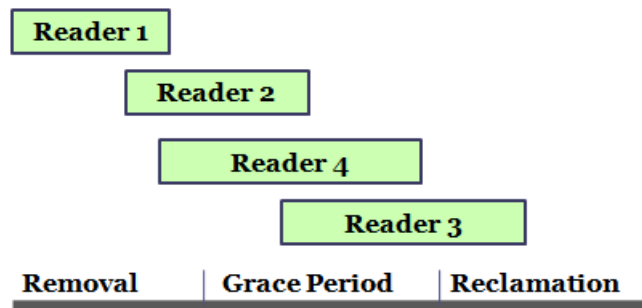 Reader 1
Reader 2
Reader 4
Reader 3
Removal Grace Period Reclamation